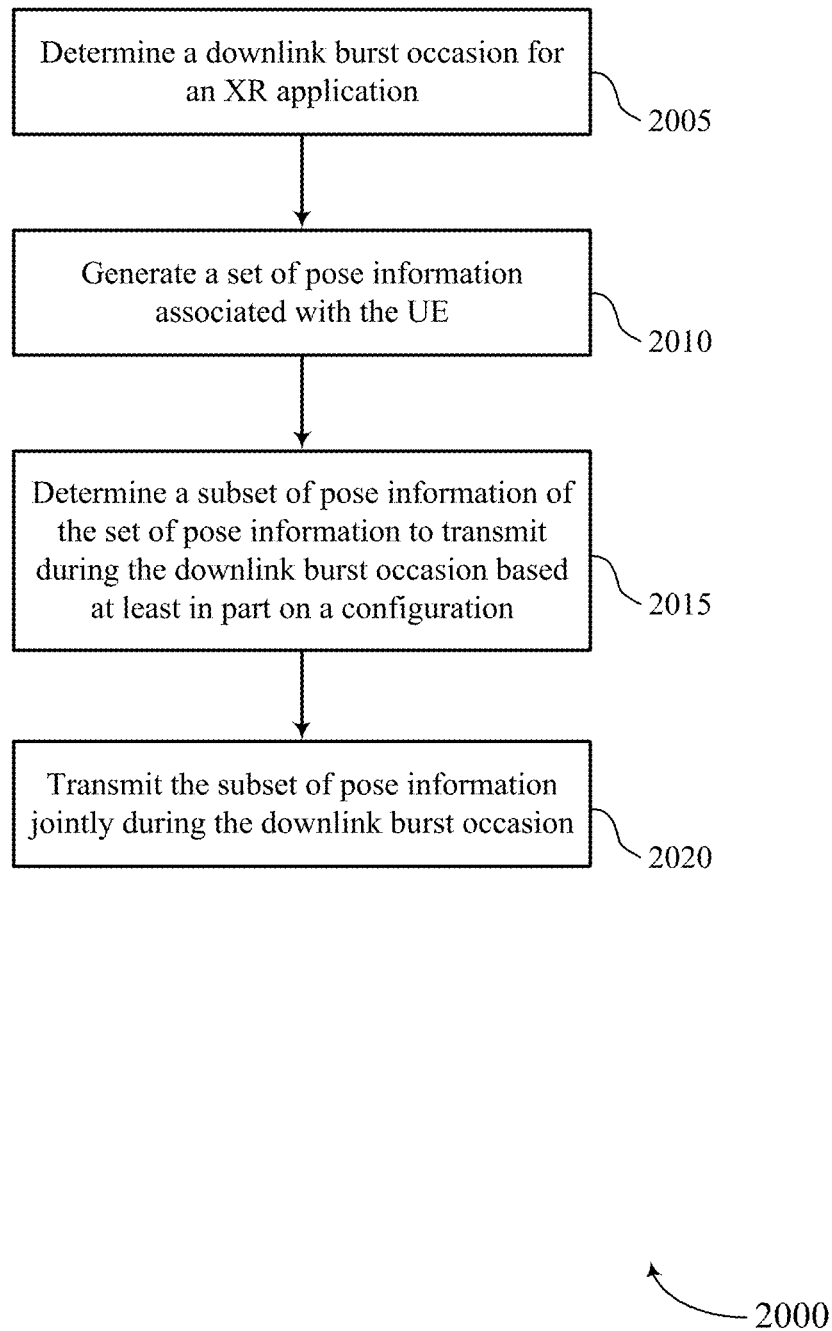 Determine a downlink burst occasion for
an XR application
2005
Generate a set of pose information
associated with the UE
2010
Determine a subset of pose information of
the set of pose information to transmit
during the downlink burst occasion based
at least in part on a configuration
2015
Transmit the subset of pose information
jointly during the downlink burst occasion
2020
2000